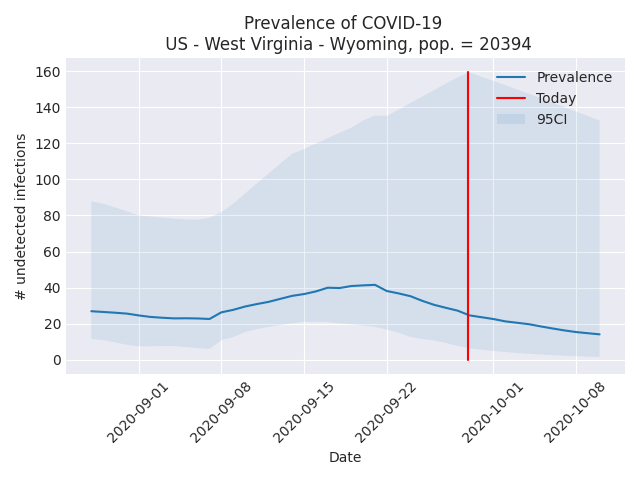 Prevalence of COVID-19
US - West Virginia - Wyoming, pop. = 20394
# undetected infections
160
140
120
100
80
60
40
20
0
Prevalence
Today
95CI
2020-09-01
2020-09-08
2020-09-15
2020-09-22
2020-10-01
2020-10-08
Date